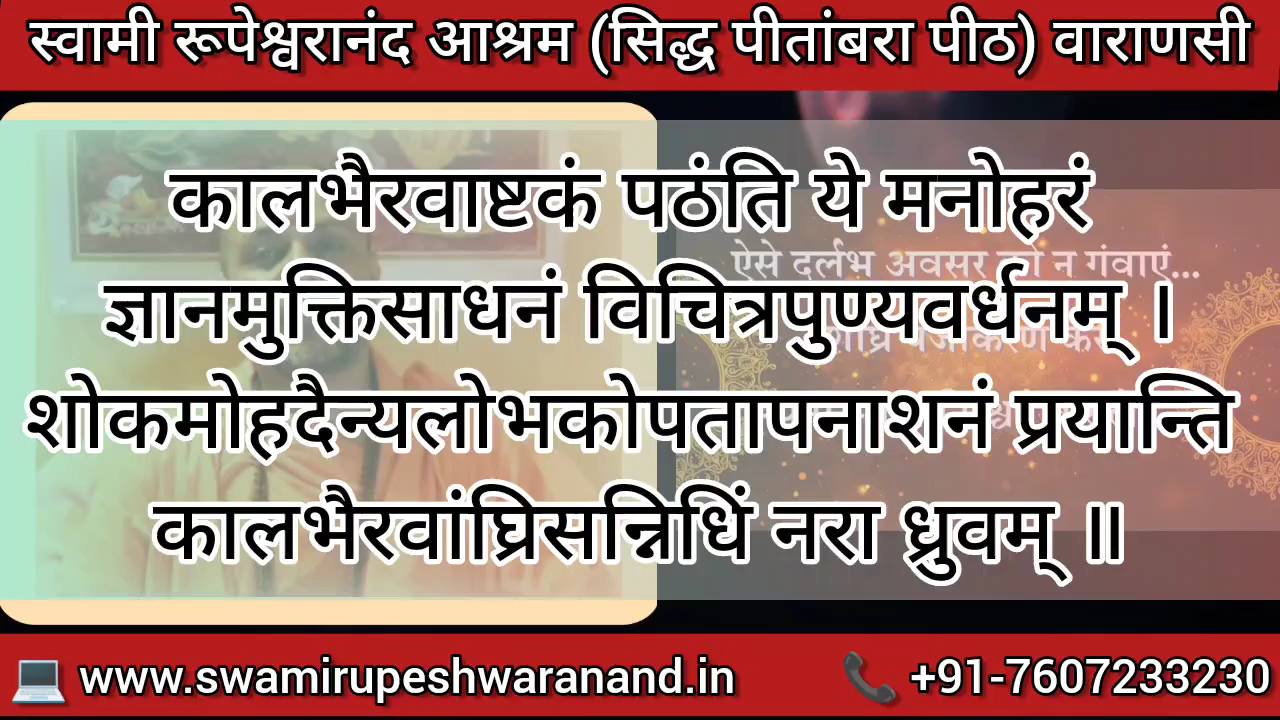 स्वामी रूपेश्वरानंद आश्रम (सिद्ध पीतांबरा पीठ) वाराणसी
कालभैरवाष्टकं पठंति ये मनोहरं
ऐसे दुर्लभ अवसर को न गंवाएं...
ज्ञानमुक्तिसाधनं विचित्रपुण्यवर्धनम् ।
शोकमोहदैन्यलोभकोपतापनाशनं प्रयान्ति
कालभैरवांघ्रिसन्निधिं नरा ध्रुवम् ॥
www.swamirupeshwaranand.in
+91-7607233230